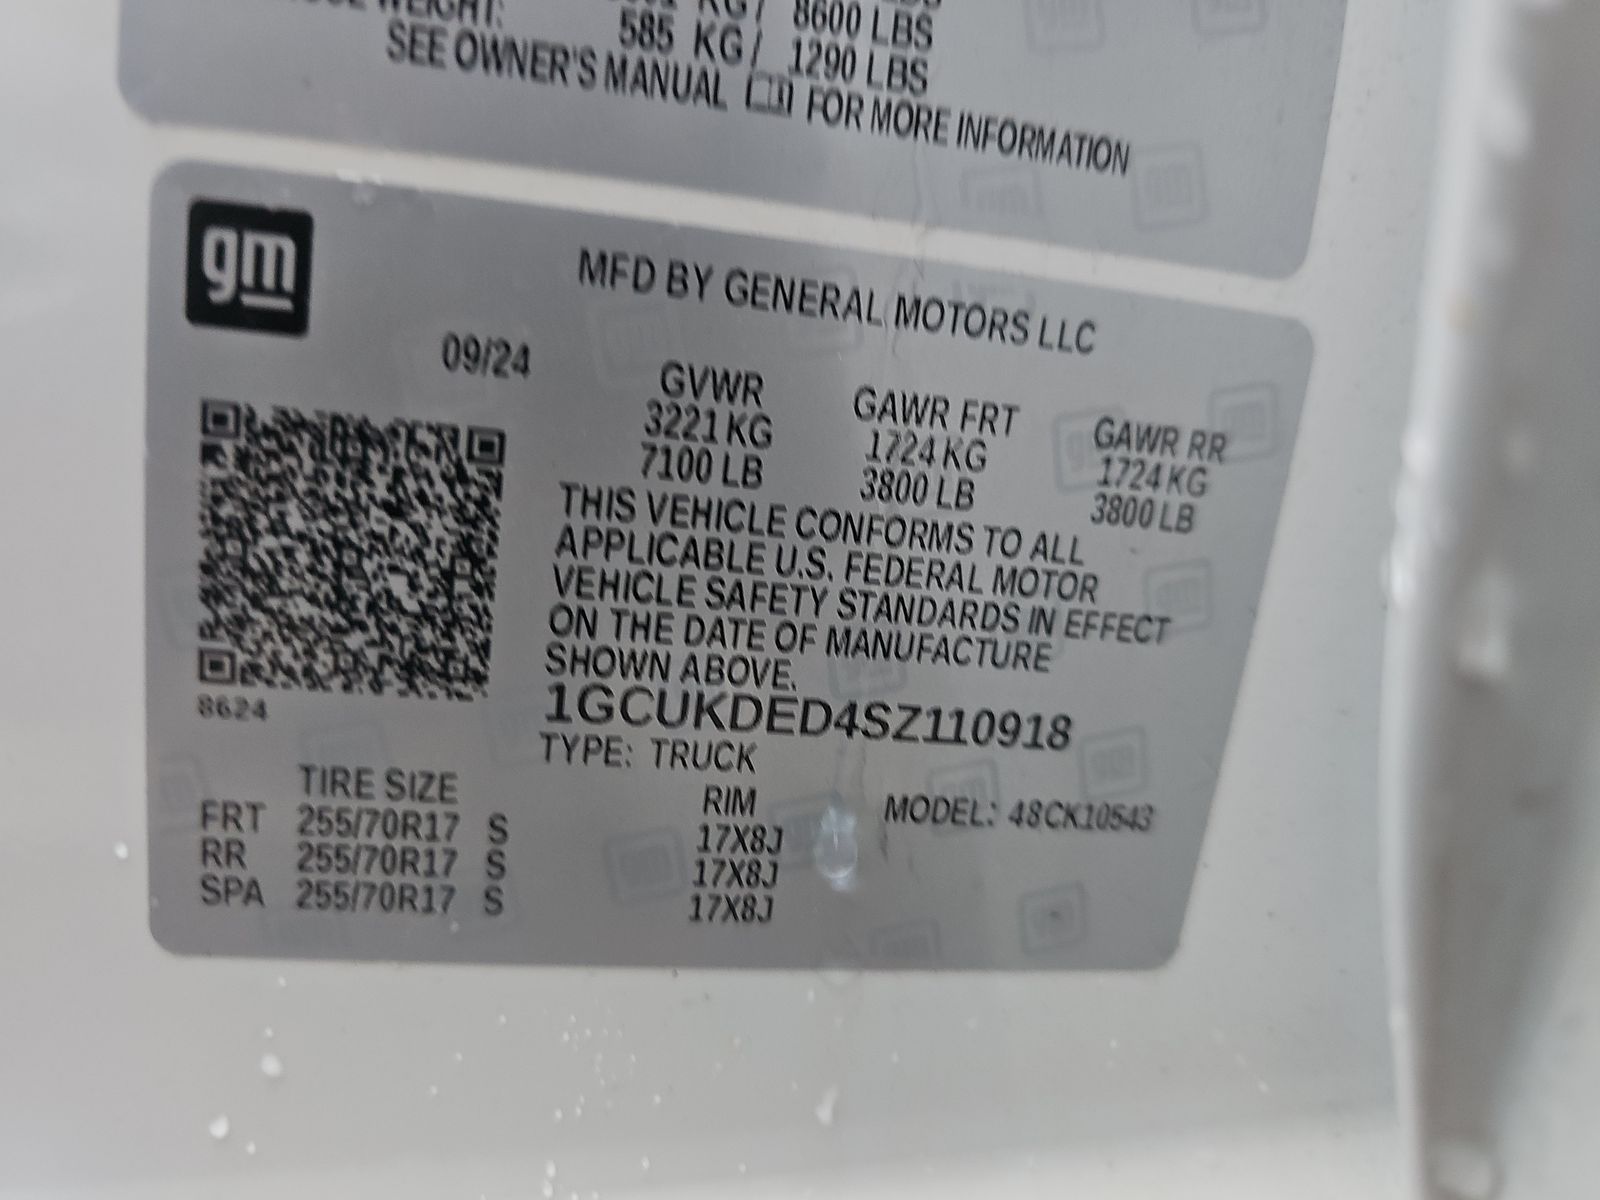 KG/ 8600 LBS
WEIGHT: 585 KG/ 1290 LBS
SEE OWNER'S MANUAL FOR MORE INFORMATION
gm
MFD BY GENERAL MOTORS LLC
09/24
GVWR GAWR FRT GAWR RR
3221 KG 1724 KG 1724 KG
7100 LB 3800 LB 3800 LB
THIS VEHICLE CONFORMS TO ALL
APPLICABLE U.S. FEDERAL MOTOR
VEHICLE SAFETY STANDARDS IN EFFECT
ON THE DATE OF MANUFACTURE
SHOWN ABOVE.
8624
1GCUKDED4SZ110918
TYPE: TRUCK
TIRE SIZE RIM MODEL: 48CK10543
FRT 255/70R17 S 17X8J
RR 255/70R17 S 17X8J
SPA 255/70R17 S 17X8J